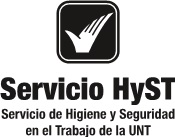 Servicio HyST
Servicio de Higiene y Seguridad
en el Trabajo de la UNT